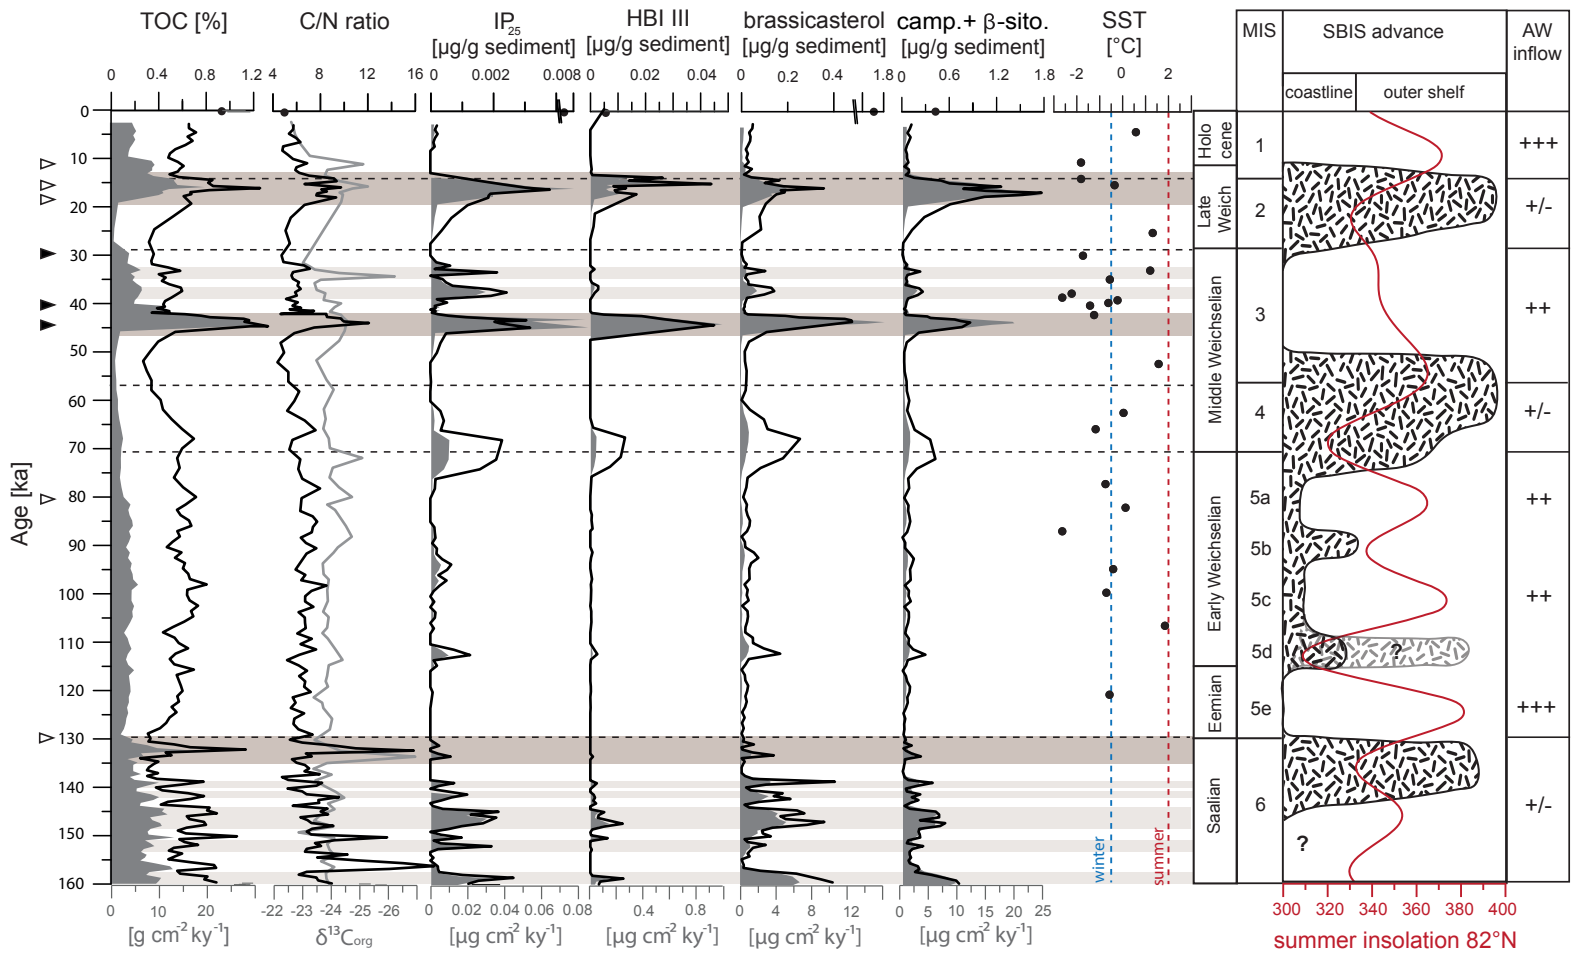 TOC [%]
C/N ratio
IP25
[µg/g sediment]
HBI III
[µg/g sediment]
brassicasterol
[µg/g sediment]
camp.+ β-sito.
[µg/g sediment]
SST
[°C]
MIS
SBIS advance
AW
inflow
coastline
outer shelf
0 0.4 0.8 1.2
4 8 12 16
0 0.002 0.008
0 0.02 0.04
0 0.2 0.4 1.8
0 0.6 1.2 1.8
-2 0 2
Age [ka]
0
10
20
30
40
50
60
70
80
90
100
110
120
130
140
150
160
winter
summer
Holo
cene
Late
Weich
Middle Weichselian
Early Weichselian
Eemian
Saalian
1
2
3
4
5a
5b
5c
5d
5e
6
?
?
+++
+/-
++
+/-
++
++
+++
+/-
0 10 20
[g cm² ky⁻¹]
-22 -23 -24 -25 -26
δ¹³Corg
0 0.02 0.04 0.06 0.08
[µg cm² ky⁻¹]
0.4 0.8
[µg cm² ky⁻¹]
0 4 8 12
[µg cm² ky⁻¹]
0 5 10 15 20 25
[µg cm² ky⁻¹]
300 320 340 360 380 400
summer insolation 82°N